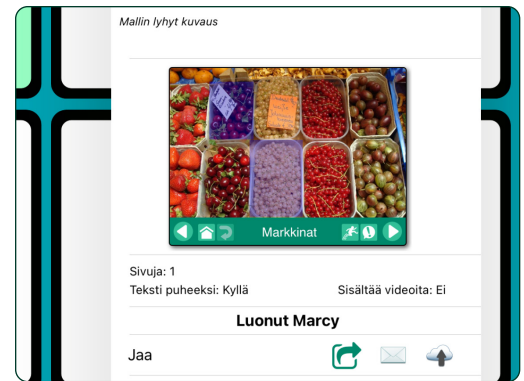 Mallin lyhyt kuvaus
Markkinat
Sivuja: 1
Teksti puheeksi: Kyllä
Sisältää videoita: Ei
Luonut Marcy
Jaa